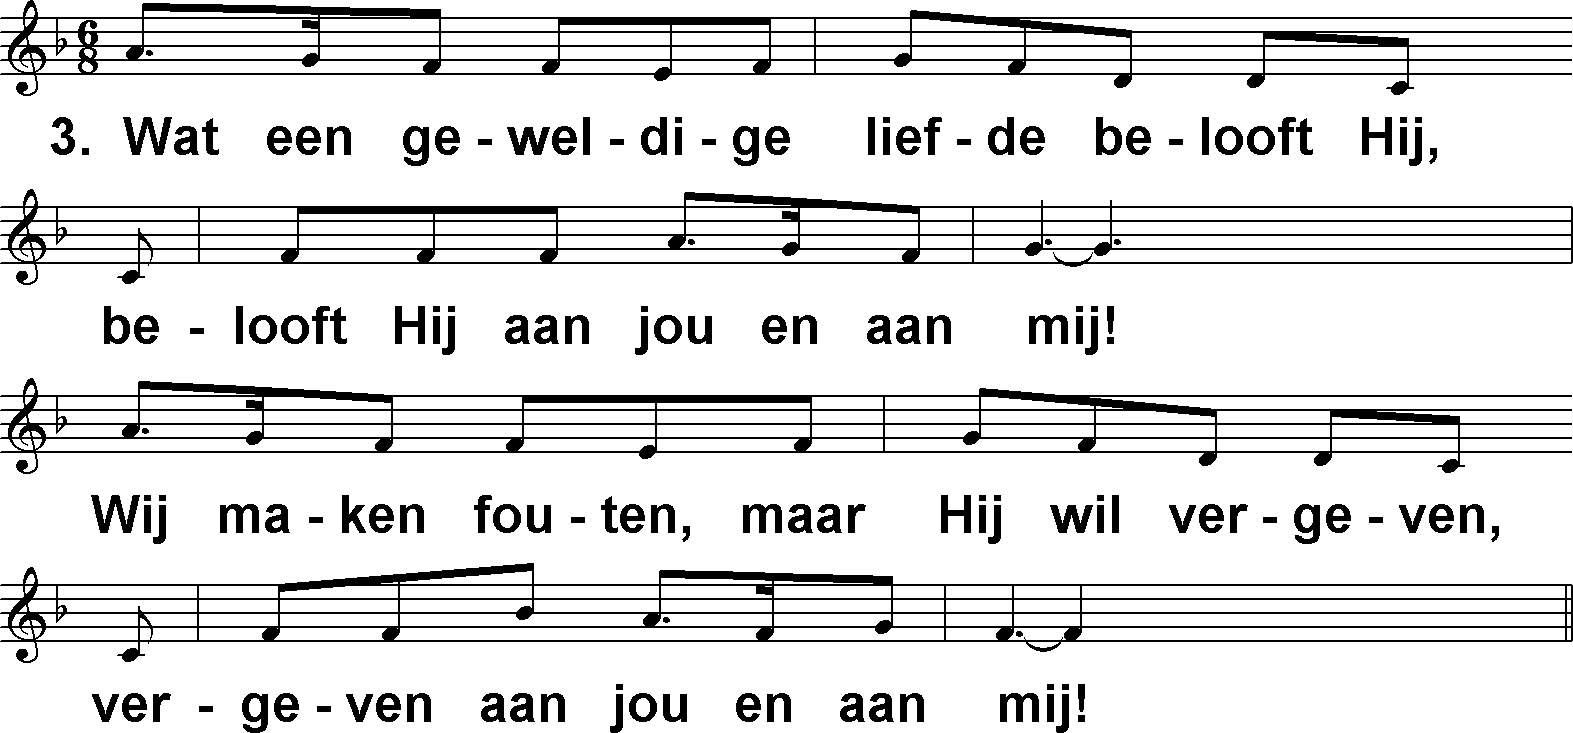 6
8
3. Wat een ge - wel - di - ge lief - de be - looft Hij,
be - looft Hij aan jou en aan mij!
Wij ma - ken fou - ten, maar Hij wil ver - ge - ven,
ver - ge - ven aan jou en aan mij!